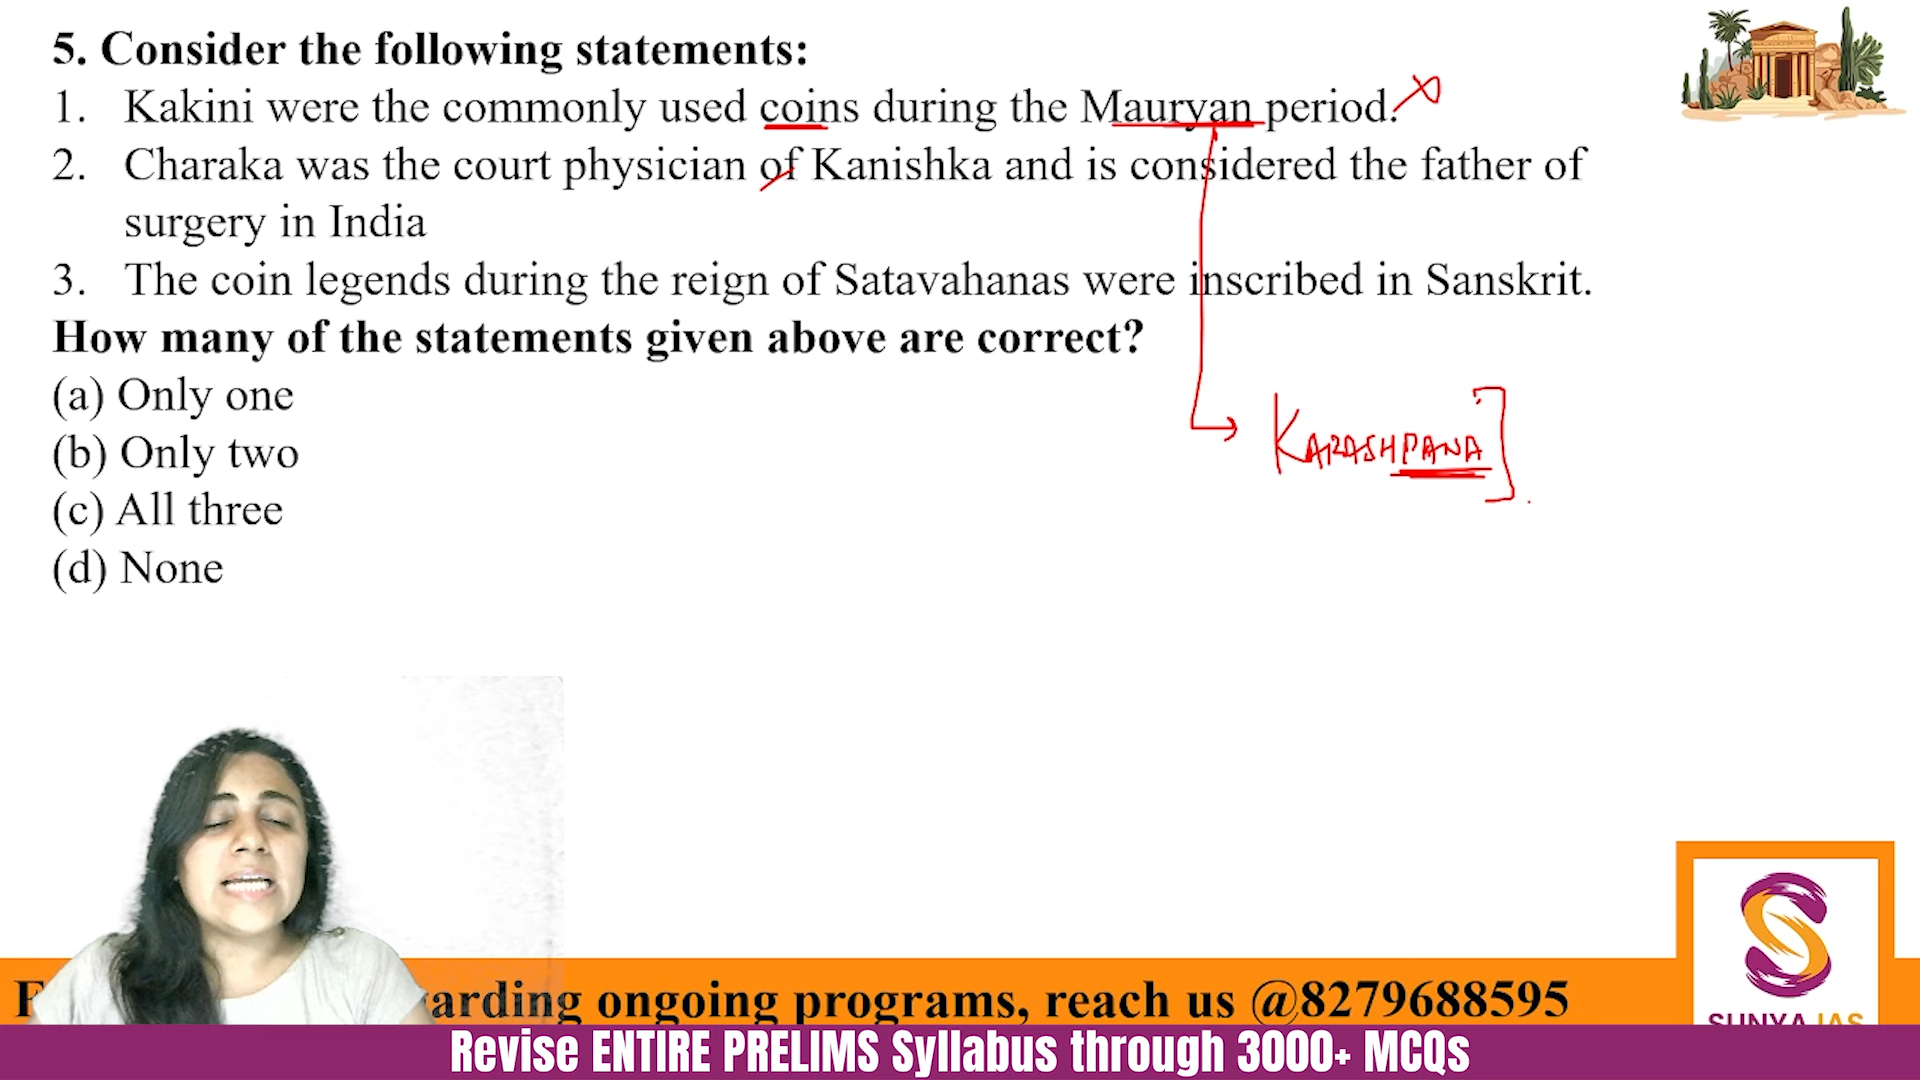 5. Consider the following statements:
1. Kakini were the commonly used coins during the Mauryan period.
2. Charaka was the court physician of Kanishka and is considered the father of
surgery in India
3. The coin legends during the reign of Satavahanas were inscribed in Sanskrit.
How many of the statements given above are correct?
(a) Only one
KARASHPANA
(b) Only two
(c) All three
(d) None
arding ongoing programs, reach us @8279688595
SUNYA IAS
Revise ENTIRE PRELIMS Syllabus through 3000+ MCQs